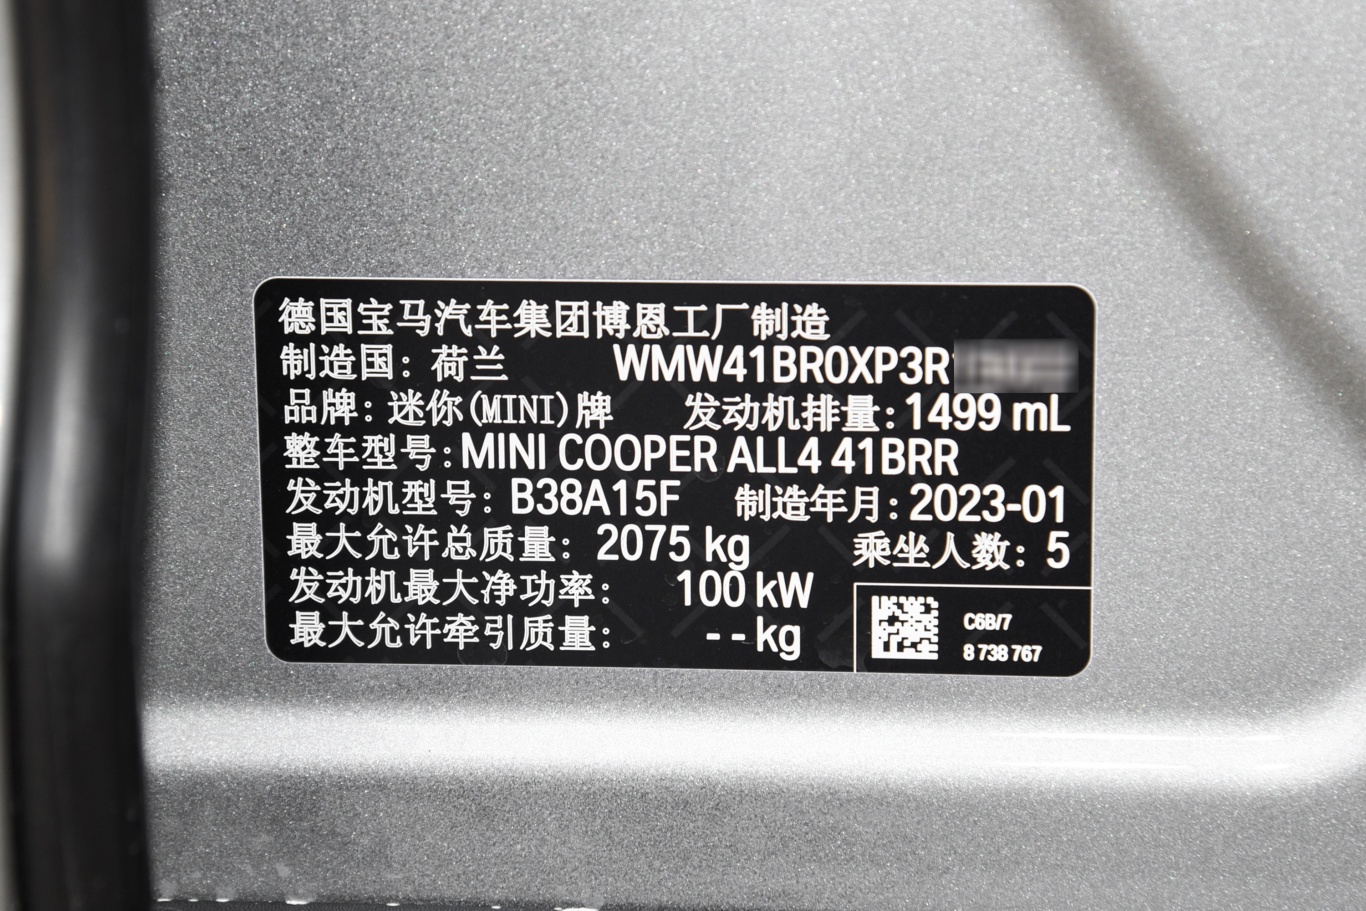 德国宝马汽车集团博恩工厂制造
制造国：荷兰 WMW41BR0XP3R
品牌：迷你(MINI)牌 发动机排量：1499 mL
整车型号：MINI COOPER ALL4 41BRR
发动机型号：B38A15F 制造年月：2023-01
最大允许总质量：2075 kg 乘坐人数：5
发动机最大净功率：100 kW
最大允许牵引质量：--kg
C6B/7
8 738 767